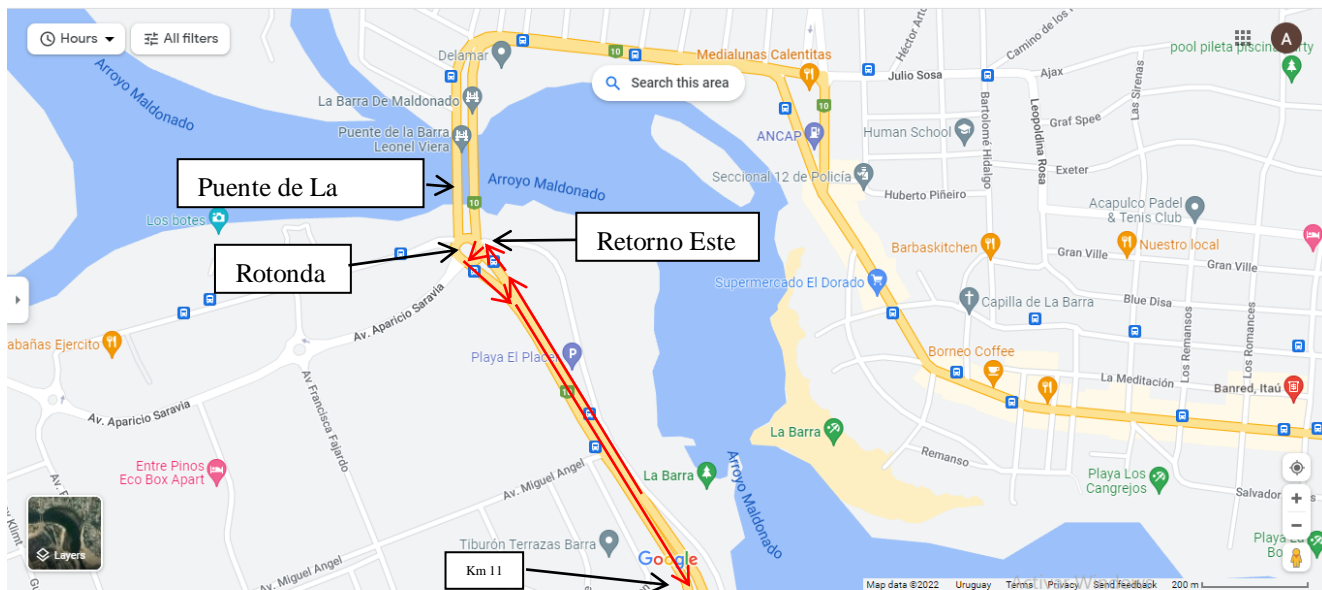 Hours
All filters
Search this area
A
pool pileta piscina
Delamar
10
Medialunas Calentitas
Héctor Arto
Camino de los
Julio Sosa
Ajax
Las Sirenas
Arroyo Maldonado
La Barra De Maldonado
Puente de la Barra
Leonel Viera
ANCAP
10
Human School
Bartolomé Hidalgo
Leopoldina Rosa
Graf Spee
Exeter
Puente de La
Arroyo Maldonado
Seccional 12 de Policía
Huberto Piñeiro
Acapulco Padel
& Tenis Club
10
Los botes
Retorno Este
Barbaskitchen
Nuestro local
Gran Ville
Gran Ville
Rotonda
Supermercado El Dorado
Capilla de La Barra
Blue Disa
Av. Aparicio Saravia
Los Remansos
Los Romances
abañas Ejercito
Playa El Placer
P
Borneo Coffee
La Meditación
Banred, Itaú
Av Francisca Fajardo
Av. Aparicio Saravia
La Barra
Entre Pinos
Eco Box Apart
Av. Miguel Angel
La Barra
Arroyo Maldonado
Remanso
Playa Los
Cangrejos
Salvador
Klimt
Layers
Tiburón Terrazas Barra
Google
Km 11
Av. Miguel Angel
Map data ©2022 Uruguay Terms Privacy Send feedback 200 m
Activar Windows